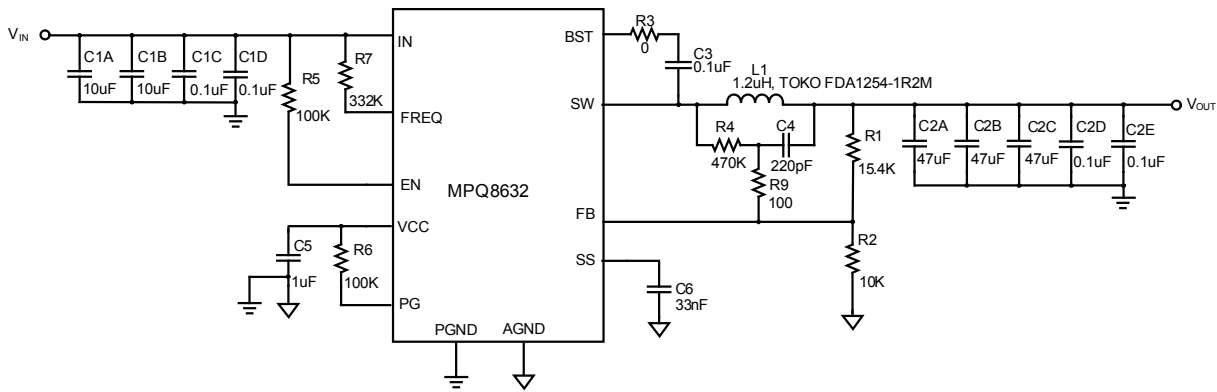 V_IN
C1A
10uF
C1B
10uF
C1C
0.1uF
C1D
0.1uF
R5
100K
R7
332K
C5
1uF
R6
100K
IN
FREQ
EN
VCC
PG
MPQ8632
PGND
AGND
BST
SW
FB
SS
R3
0
C3
0.1uF
L1
1.2uH, TOKO FDA1254-1R2M
R4
470K
C4
220pF
R9
100
R1
15.4K
R2
10K
C6
33nF
C2A
47uF
C2B
47uF
C2C
47uF
C2D
0.1uF
C2E
0.1uF
V_OUT